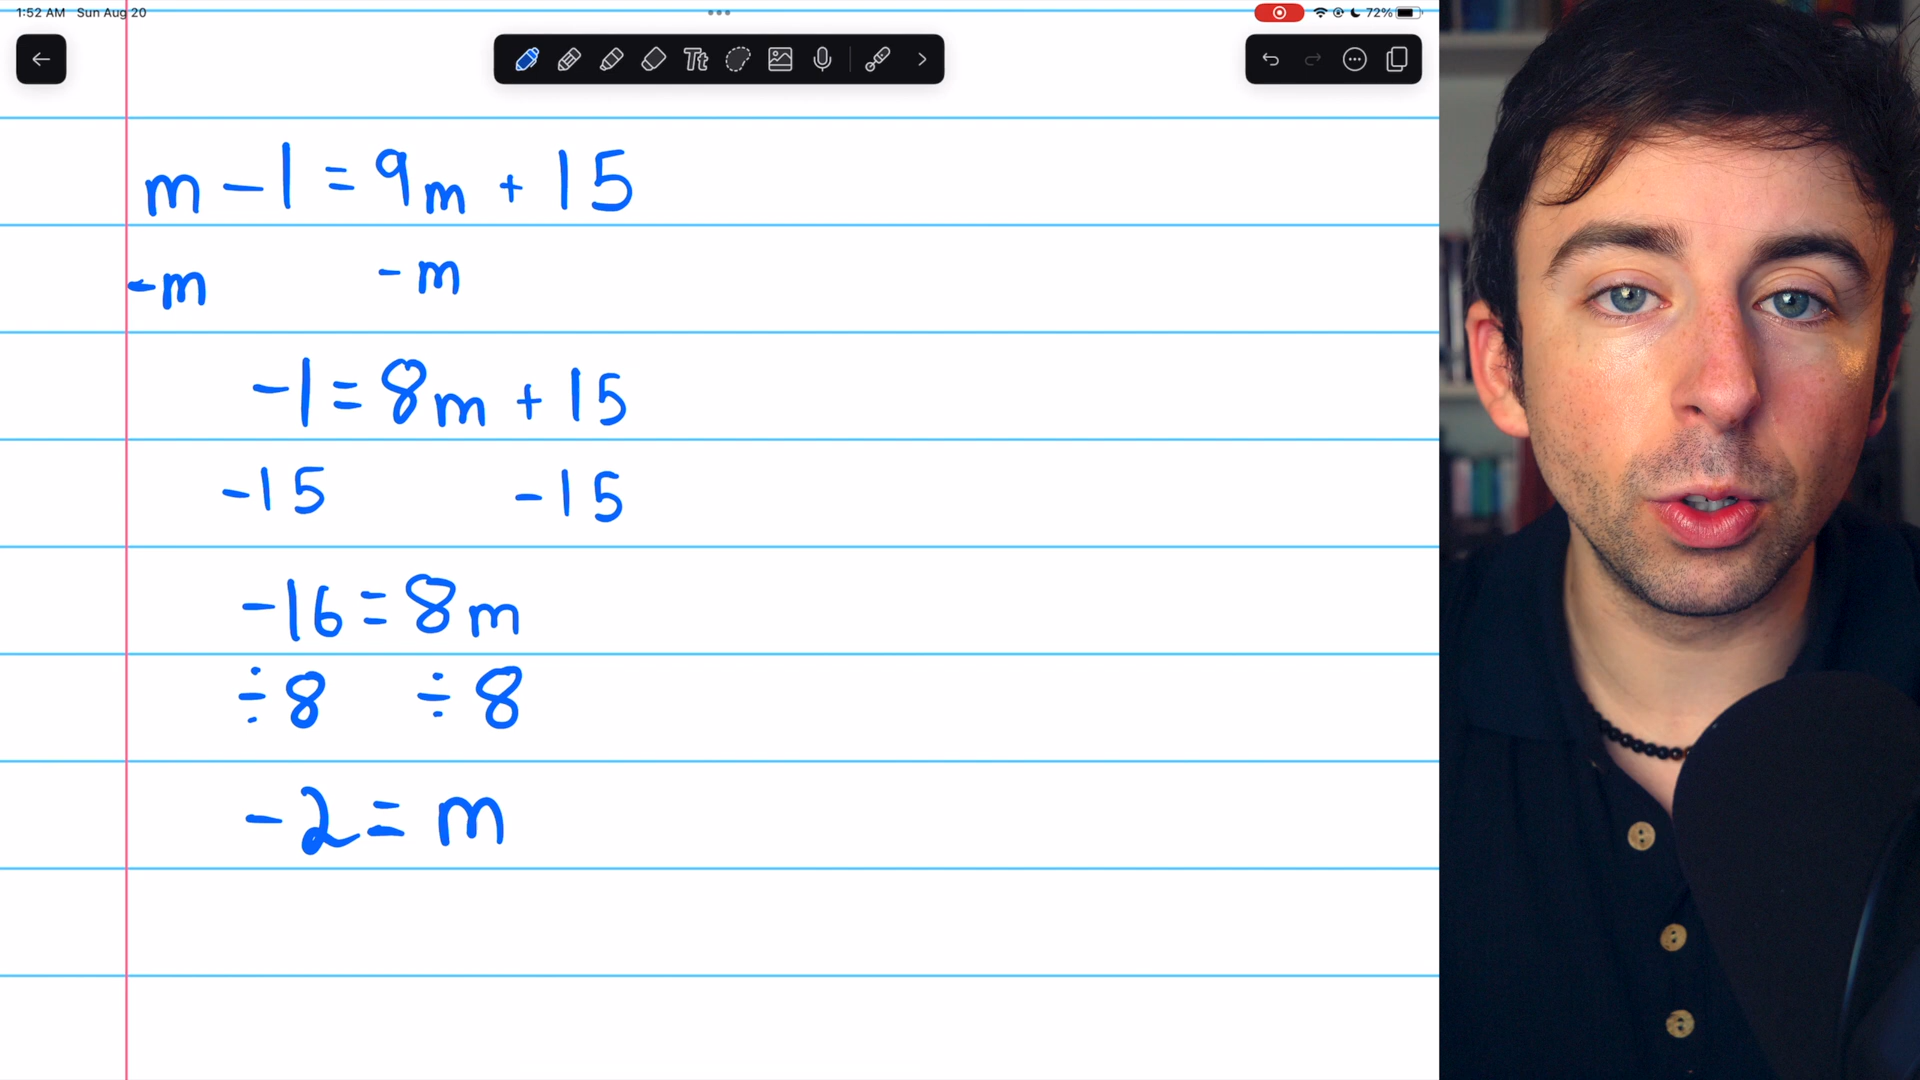 1:52 AM Sun Aug 20
72%
Tt
m - 1 = 9m + 15
-m - m
-1 = 8m + 15
-15 -15
-16 = 8m
÷8 ÷8
-2 = m